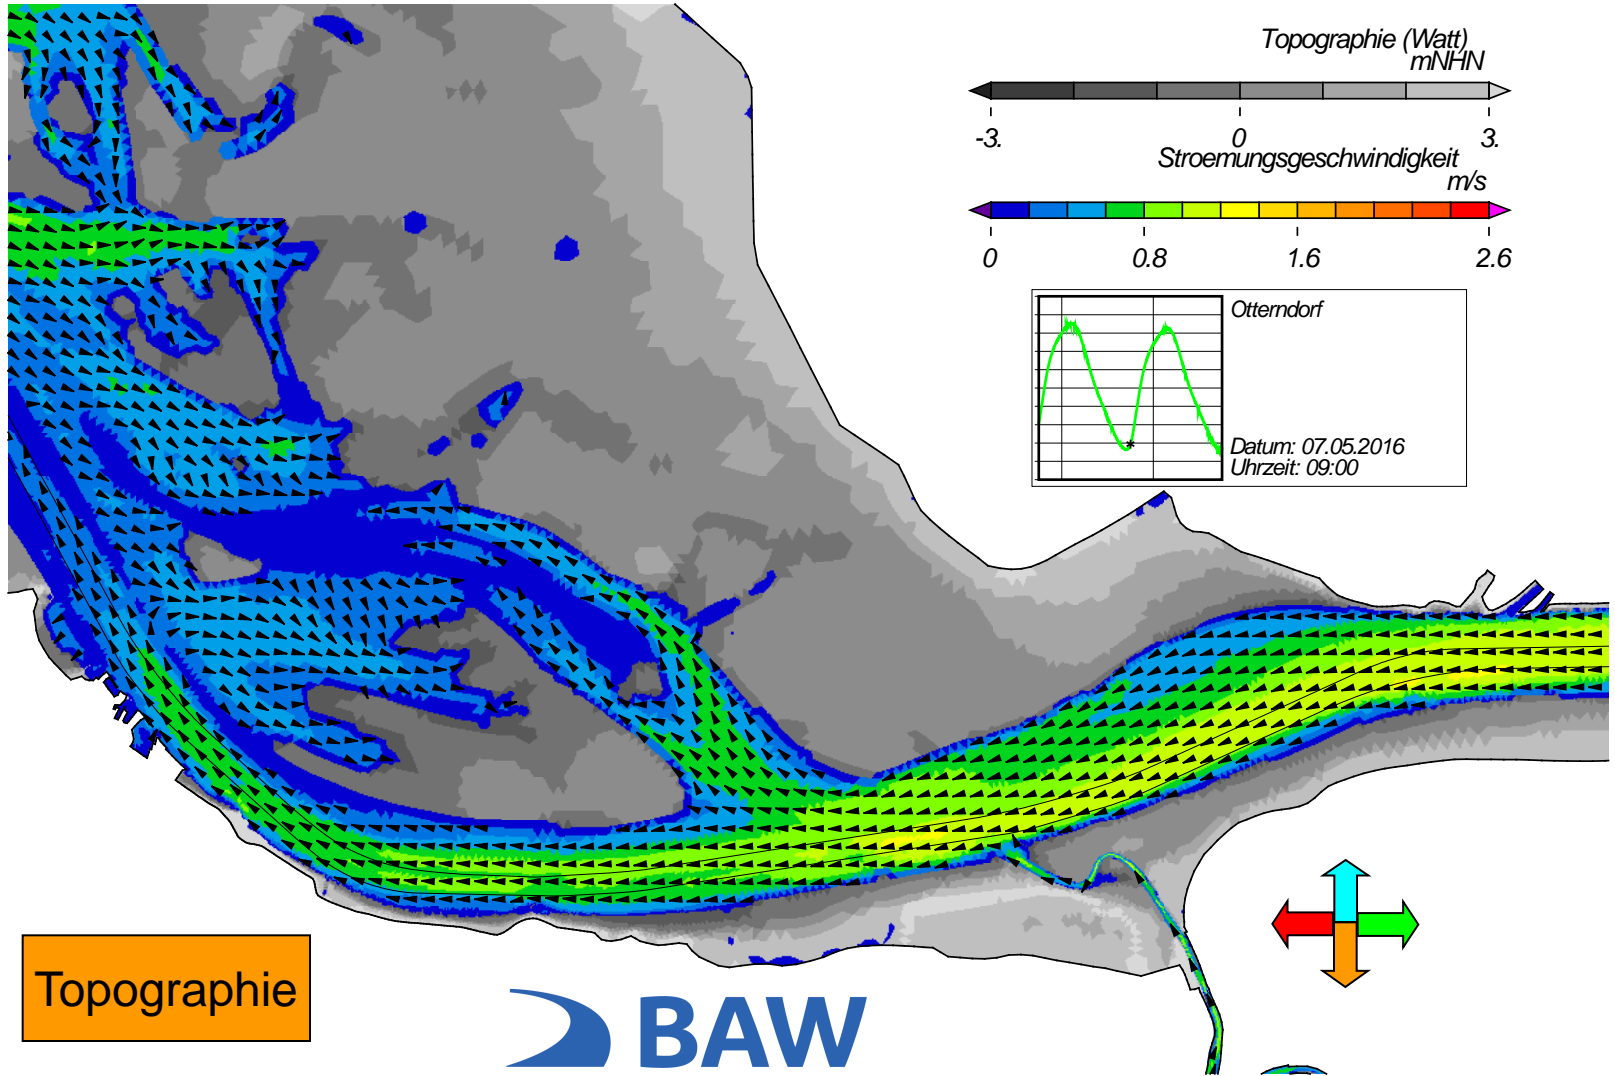 Topographie (Watt)
mNHN
-3. 0 3.
Stroemungsgeschwindigkeit
m/s
0 0.8 1.6 2.6
Otterndorf
Datum: 07.05.2016
Uhrzeit: 09:00
Topographie
BAW